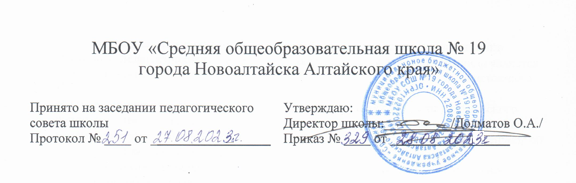 МБОУ «Средняя общеобразовательная школа № 19
города Новоалтайска Алтайского края»
Принято на заседании педагогического
совета школы
Протокол № 251 от 27.08.2023г.
Утверждаю:
Директор школы: /Долматов О.А./
Приказ № 329 от 28.08.2023г.